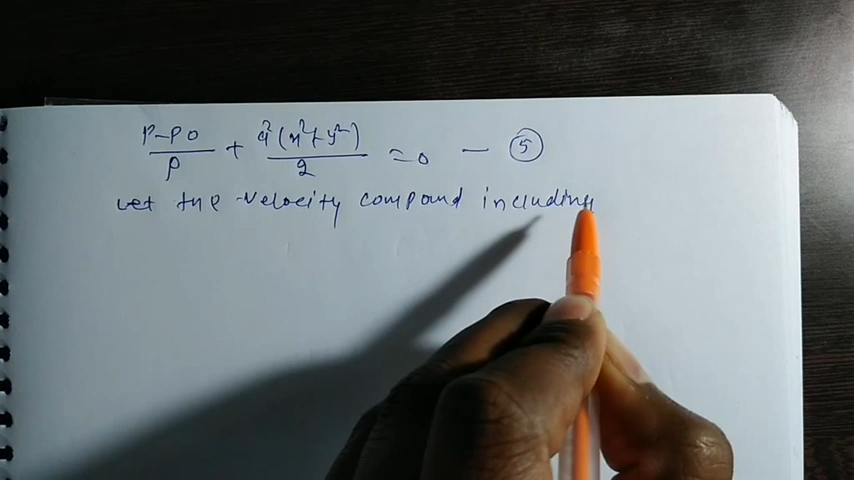 P-P0/ρ + a²(x²+y²)/2 = 0 — ⑤
Let the velocity compound including